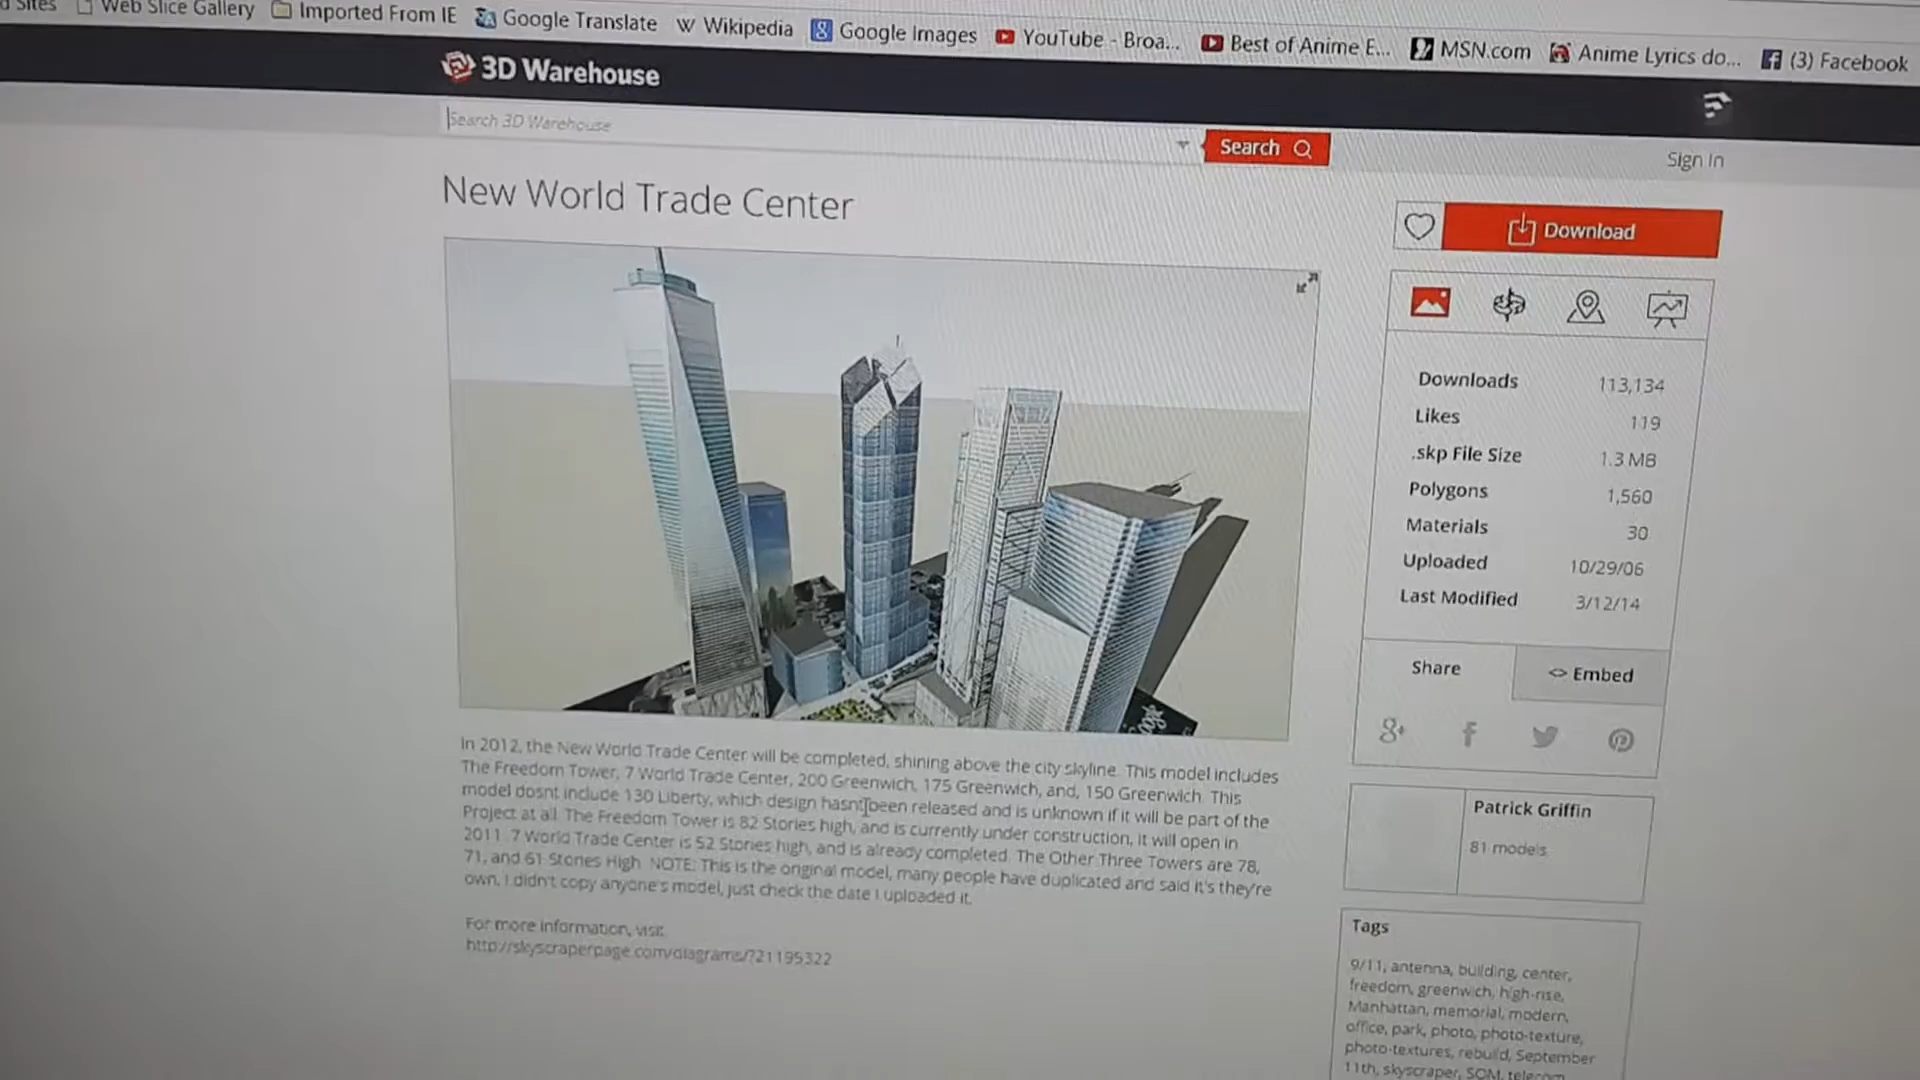 Web Slice Gallery Imported From IE Google Translate W Wikipedia Google Images YouTube - Broa... Best of Anime E... MSN.com Anime Lyrics do... (3) Facebook
3D Warehouse
Search 3D Warehouse
Search
Sign In
New World Trade Center
Download
Downloads 113,134
Likes 119
.skp File Size 1.3 MB
Polygons 1,560
Materials 30
Uploaded 10/29/06
Last Modified 3/12/14
Share
<> Embed
Google
In 2012, the New World Trade Center will be completed, shining above the city skyline. This model includes
The Freedom Tower, 7 World Trade Center, 200 Greenwich, 175 Greenwich, and, 150 Greenwich. This
model dosnt include 130 Liberty, which design hasnt been released and is unknown if it will be part of the
Project at all. The Freedom Tower is 82 Stories high, and is currently under construction, it will open in
2011. 7 World Trade Center is 52 Stories high, and is already completed. The Other Three Towers are 78,
71, and 61 Stories High. NOTE: This is the original model, many people have duplicated and said it's they're
own, I didn't copy anyone's model, just check the date I uploaded it.
For more information, visit
http://skyscraperpage.com/diagrams/?21195322
Patrick Griffin
81 models
Tags
9/11, antenna, building, center,
freedom, greenwich, high-rise,
Manhattan, memorial, modern,
office, park, photo, photo-texture,
photo-textures, rebuild, September
11th, skyscraper, SOM, telecom